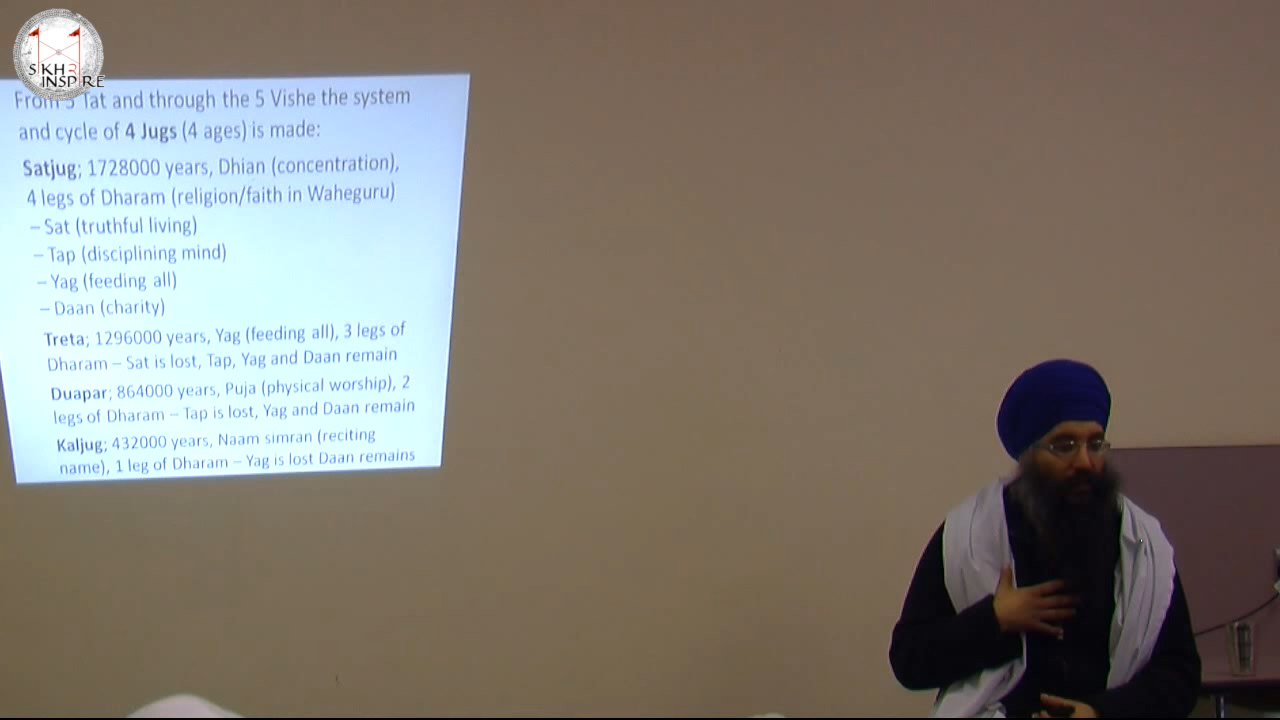 SIKH2
INSPIRE
From 5 Tat and through the 5 Vishe the system
and cycle of 4 Jugs (4 ages) is made:
Satjug; 1728000 years, Dhian (concentration),
4 legs of Dharam (religion/faith in Waheguru)
– Sat (truthful living)
– Tap (disciplining mind)
– Yag (feeding all)
– Daan (charity)
Treta; 1296000 years, Yag (feeding all), 3 legs of
Dharam – Sat is lost, Tap, Yag and Daan remain
Duapar; 864000 years, Puja (physical worship), 2
legs of Dharam – Tap is lost, Yag and Daan remain
Kaljug; 432000 years, Naam simran (reciting
name), 1 leg of Dharam – Yag is lost Daan remains